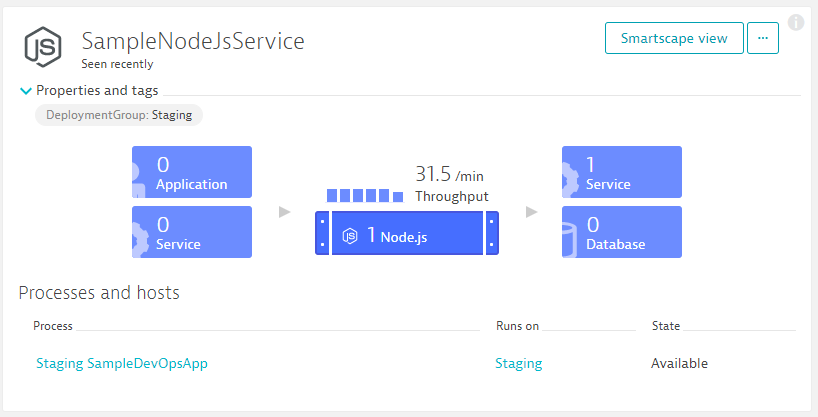 JS
SampleNodeJsService
Seen recently
Smartscape view
...
i
Properties and tags
DeploymentGroup: Staging
0
Application
0
Service
31.5 /min
Throughput
1 Node.js
1
Service
0
Database
Processes and hosts
Process Runs on State
Staging SampleDevOpsApp Staging Available